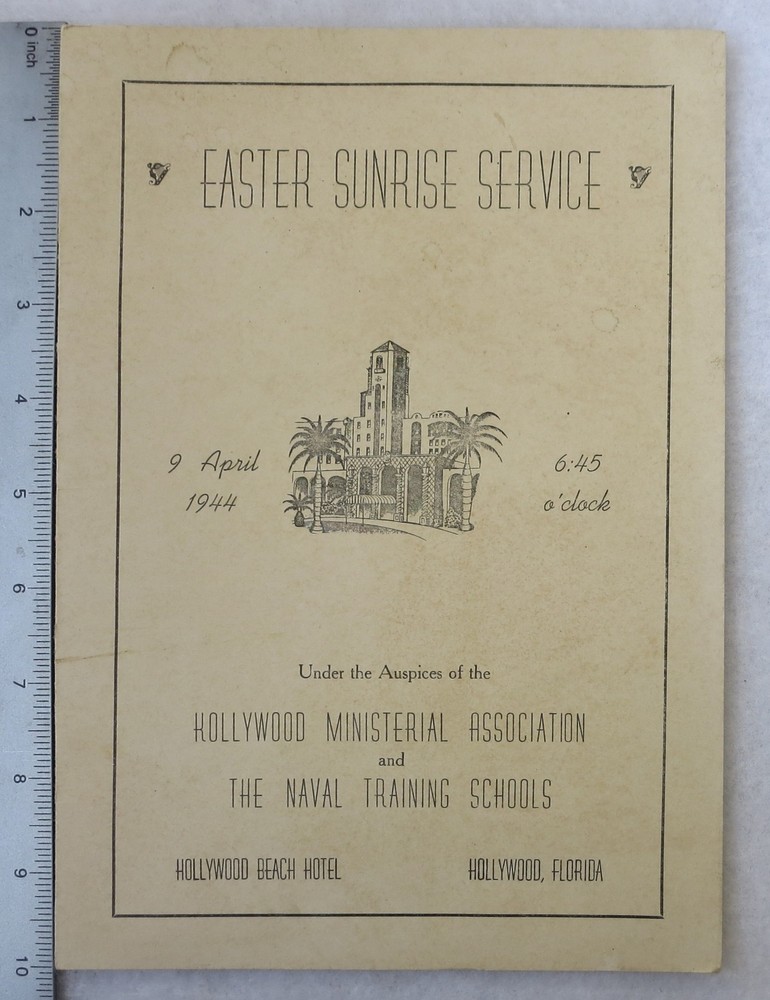 0 inch
1
2
3
4
5
6
7
8
9
10
EASTER SUNRISE SERVICE
9 April
1944
6:45
o'clock
Under the Auspices of the
HOLLYWOOD MINISTERIAL ASSOCIATION
and
THE NAVAL TRAINING SCHOOLS
HOLLYWOOD BEACH HOTEL
HOLLYWOOD, FLORIDA